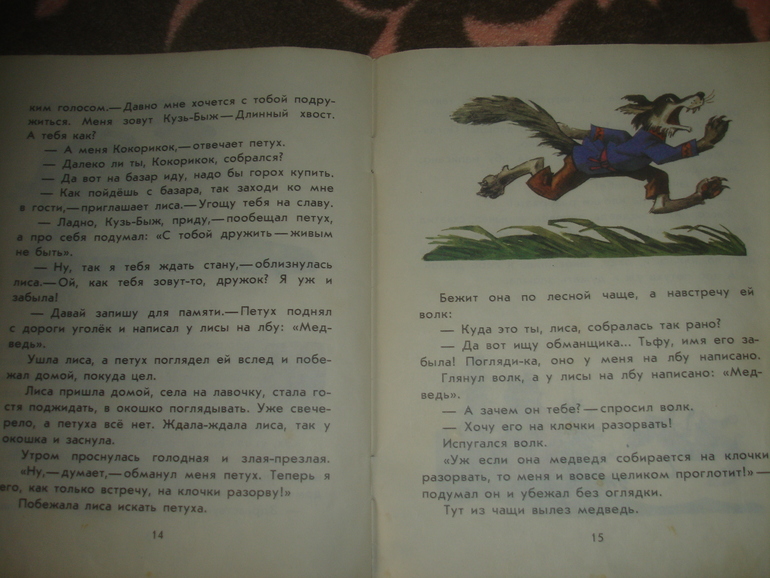 ким голосом.— Давно мне хочется с тобой подру-
житься. Меня зовут Кузь-Быж — Длинный хвост.
А тебя как?
— А меня Кокорикок,— отвечает петух.
— Далеко ли ты, Кокорикок, собрался?
— Да вот на базар иду, надо бы горох купить.
— Как пойдёшь с базара, так заходи ко мне
в гости,— приглашает лиса.— Угощу тебя на славу.
— Ладно, Кузь-Быж, приду,— пообещал петух,
а про себя подумал: «С тобой дружить — живым
не быть».
— Ну, так я тебя ждать стану,— облизнулась
лиса.— Ой, как тебя зовут-то, дружок? Я уж и
забыла!
— Давай запишу для памяти.— Петух поднял
с дороги уголёк и написал у лисы на лбу: «Мед-
ведь».
Ушла лиса, а петух поглядел ей вслед и побе-
жал домой, покуда цел.
Лиса пришла домой, села на лавочку, стала го-
стя поджидать, в окошко поглядывать. Уже свече-
рело, а петуха всё нет. Ждала-ждала лиса, так у
окошка и заснула.
Утром проснулась голодная и злая-презлая.
«Ну,— думает,— обманул меня петух. Теперь я
его, как только встречу, на клочки разорву!»
Побежала лиса искать петуха.
14
Бежит она по лесной чаще, а навстречу ей
волк:
— Куда это ты, лиса, собралась так рано?
— Да вот ищу обманщика... Тьфу, имя его за-
была! Погляди-ка, оно у меня на лбу написано.
Глянул волк, а у лисы на лбу написано: «Мед-
ведь».
— А зачем он тебе? — спросил волк.
— Хочу его на клочки разорвать!
Испугался волк.
«Уж если она медведя собирается на клочки
разорвать, то меня и вовсе целиком проглотит!» —
подумал он и убежал без оглядки.
Тут из чащи вылез медведь.
15